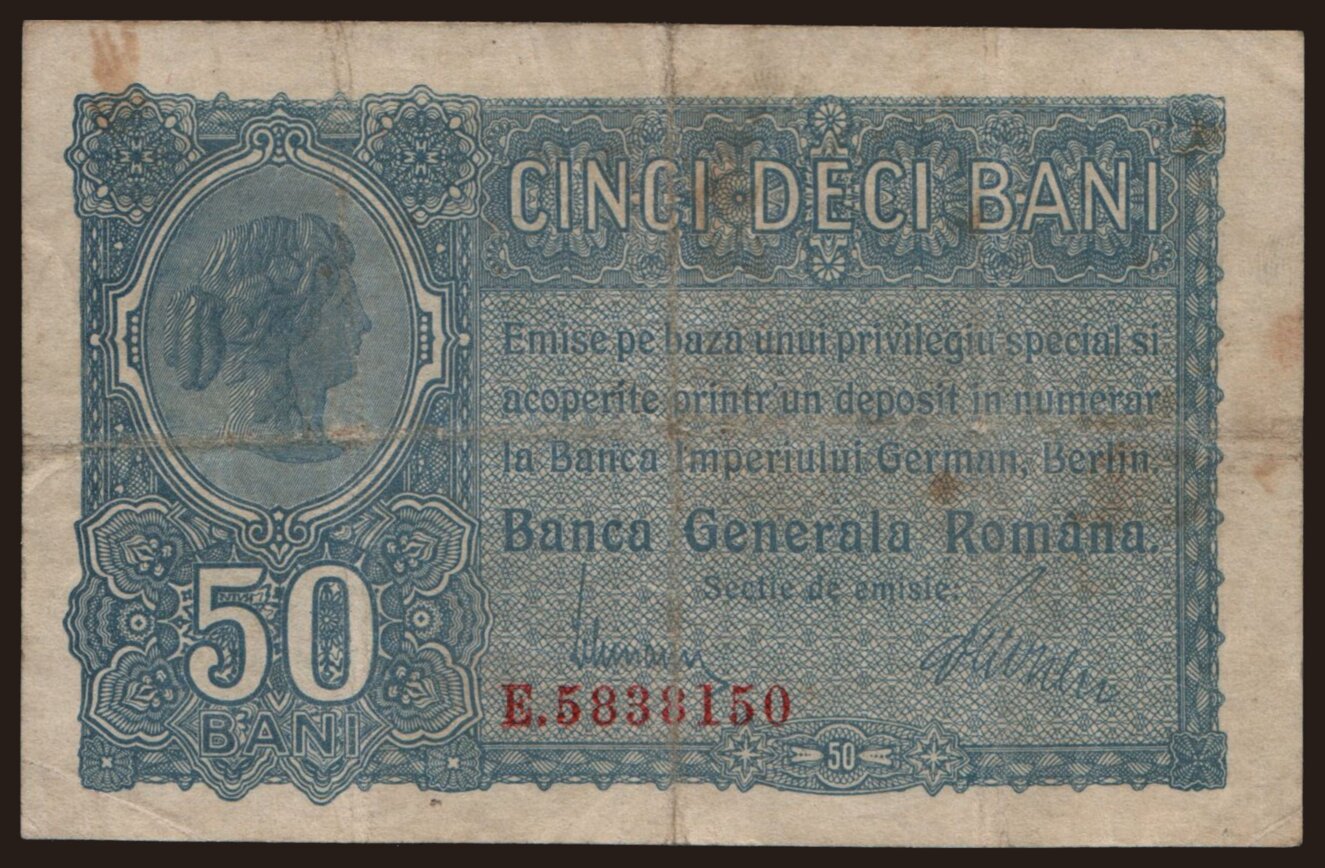 CINCI DECI BANI
Emise pe baza unui privilegiu special si
acoperite printr'un deposit in numerar
la Banca Imperiului German, Berlin.
Banca Generala Româna.
Sectie de emisie.
E.5838150
50
BANI
50